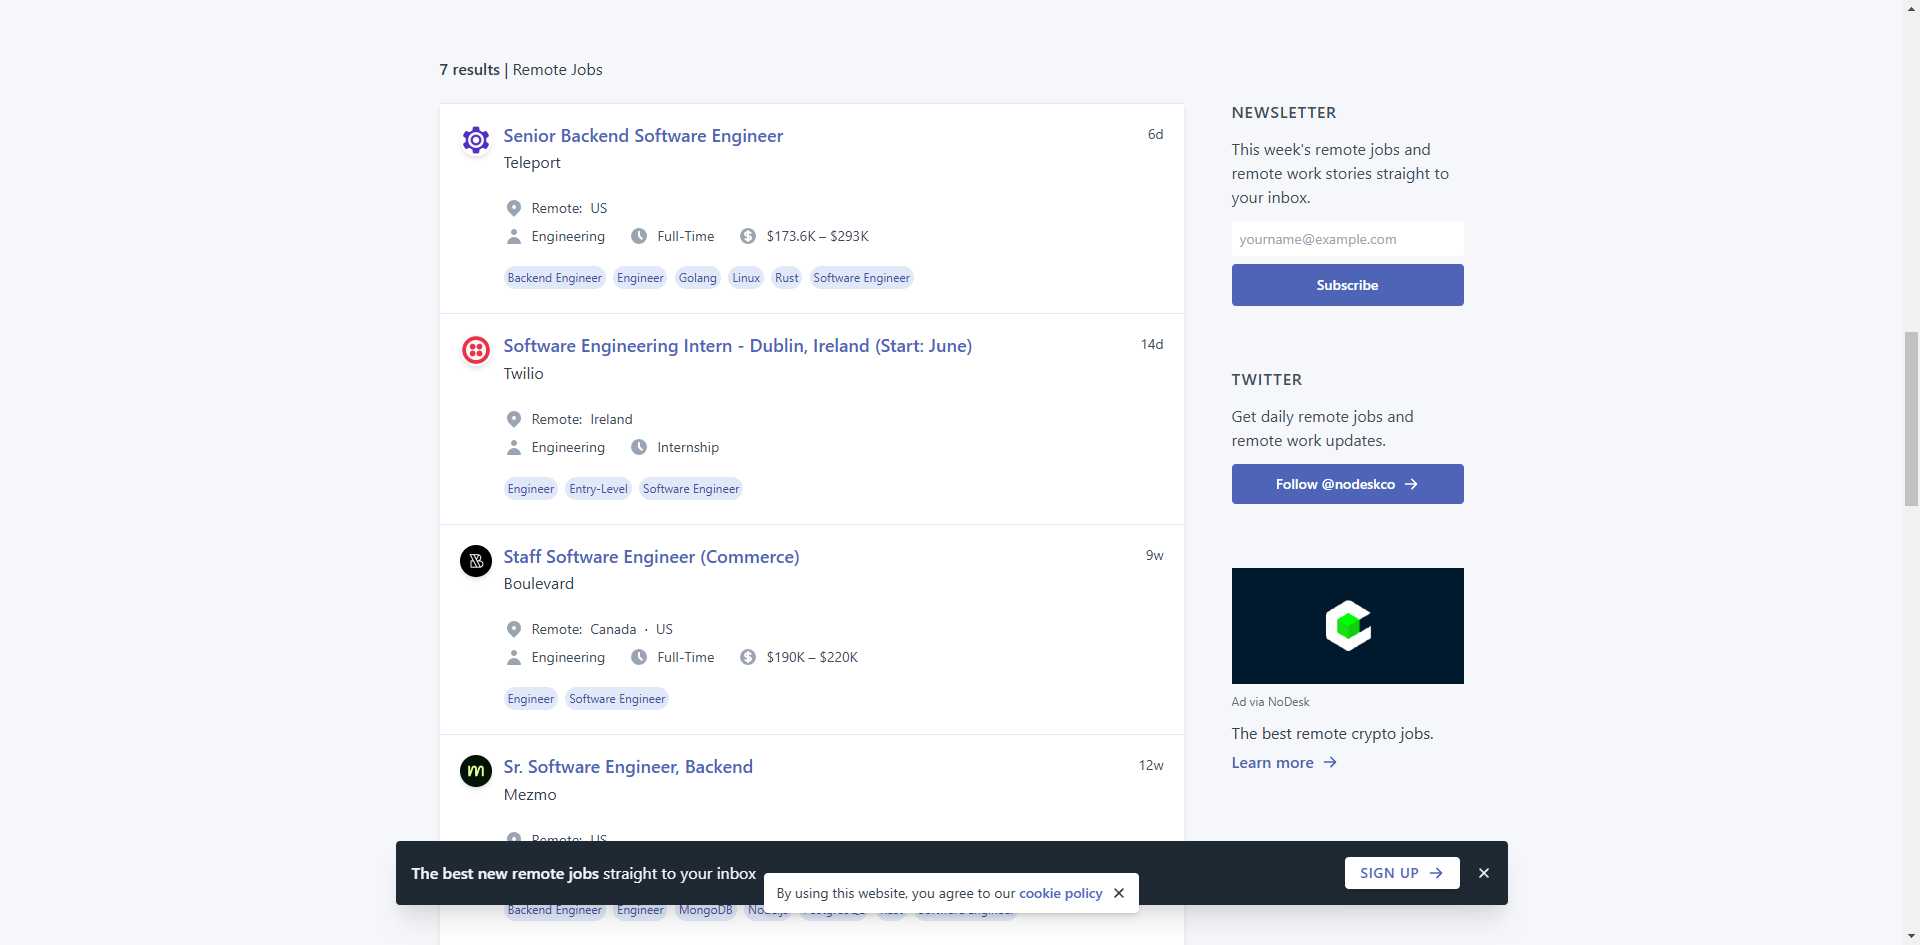 7 results | Remote Jobs
Senior Backend Software Engineer
6d
Teleport
Remote: US
Engineering Full-Time $173.6K – $293K
Backend Engineer Engineer Golang Linux Rust Software Engineer
Software Engineering Intern - Dublin, Ireland (Start: June)
14d
Twilio
Remote: Ireland
Engineering Internship
Engineer Entry-Level Software Engineer
Staff Software Engineer (Commerce)
9w
Boulevard
Remote: Canada · US
Engineering Full-Time $190K – $220K
Engineer Software Engineer
Sr. Software Engineer, Backend
12w
Mezmo
Remote: US
Backend Engineer Engineer MongoDB
NEWSLETTER
This week's remote jobs and
remote work stories straight to
your inbox.
yourname@example.com
Subscribe
TWITTER
Get daily remote jobs and
remote work updates.
Follow @nodeskco
Ad via NoDesk
The best remote crypto jobs.
Learn more
The best new remote jobs straight to your inbox
SIGN UP
By using this website, you agree to our cookie policy